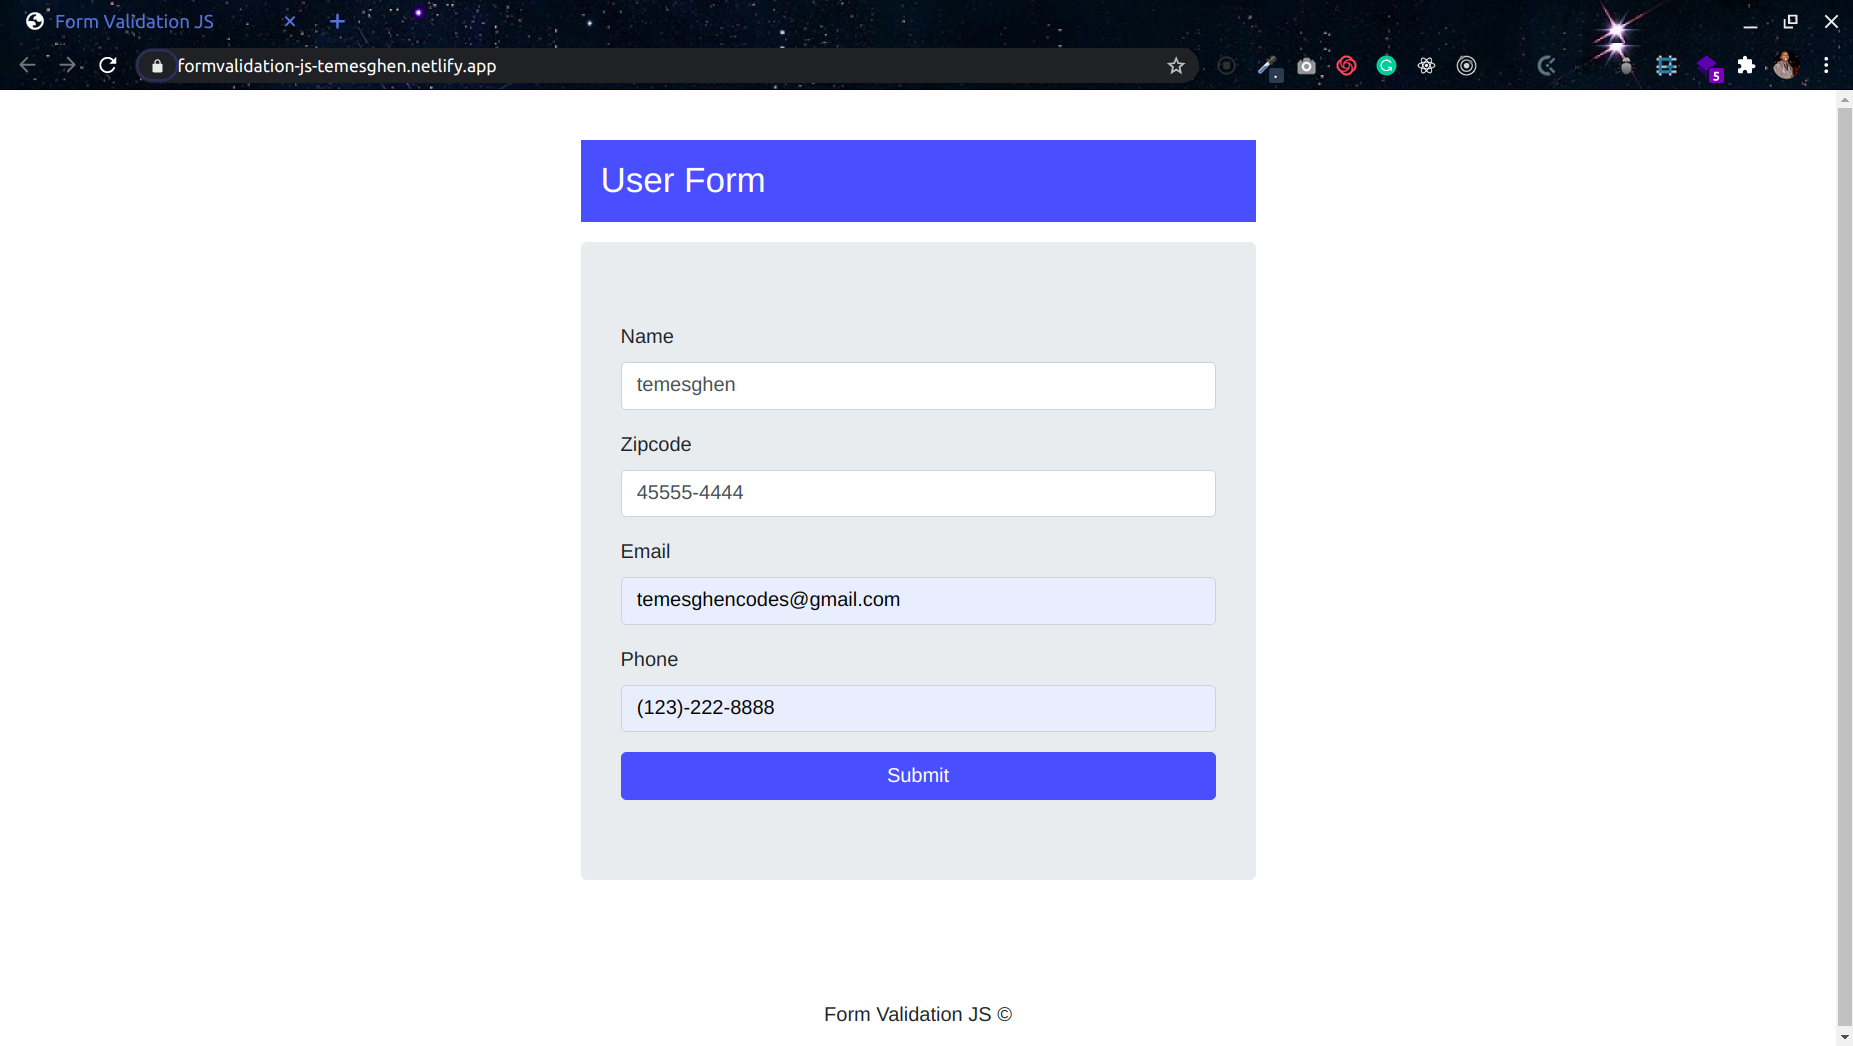 Form Validation JS
formvalidation-js-temesghen.netlify.app
5
User Form
Name
temesghen
Zipcode
45555-4444
Email
temesghencodes@gmail.com
Phone
(123)-222-8888
Submit
Form Validation JS ©